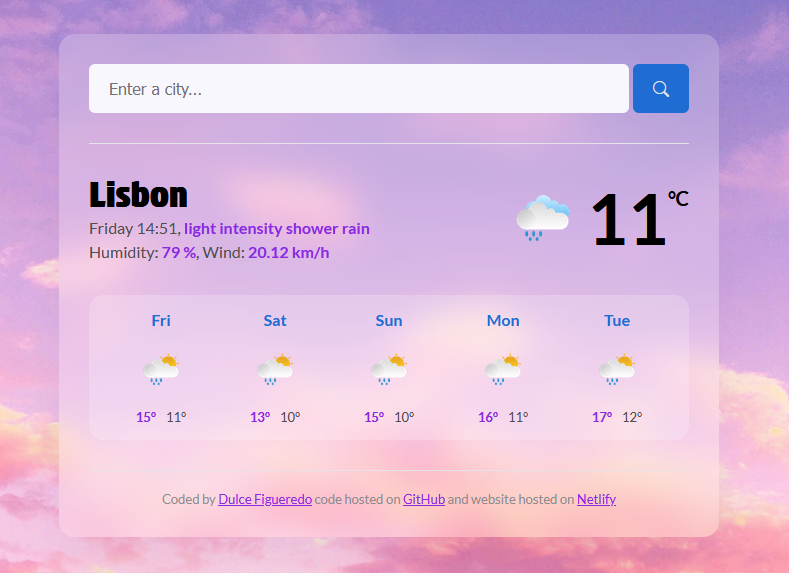 Enter a city...
Lisbon
11°C
Friday 14:51, light intensity shower rain
Humidity: 79 %, Wind: 20.12 km/h
Fri Sat Sun Mon Tue
15° 11° 13° 10° 15° 10° 16° 11° 17° 12°
Coded by Dulce Figueredo code hosted on GitHub and website hosted on Netlify